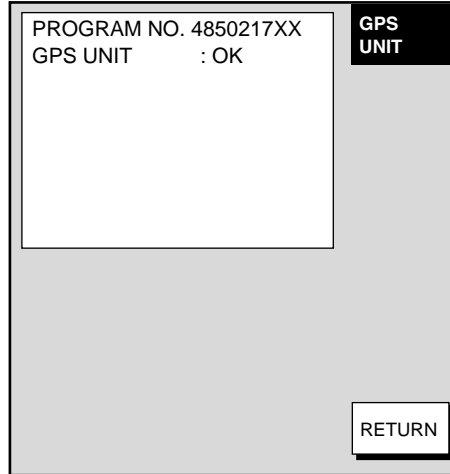 PROGRAM NO. 4850217XX
GPS UNIT : OK
GPS
UNIT
RETURN